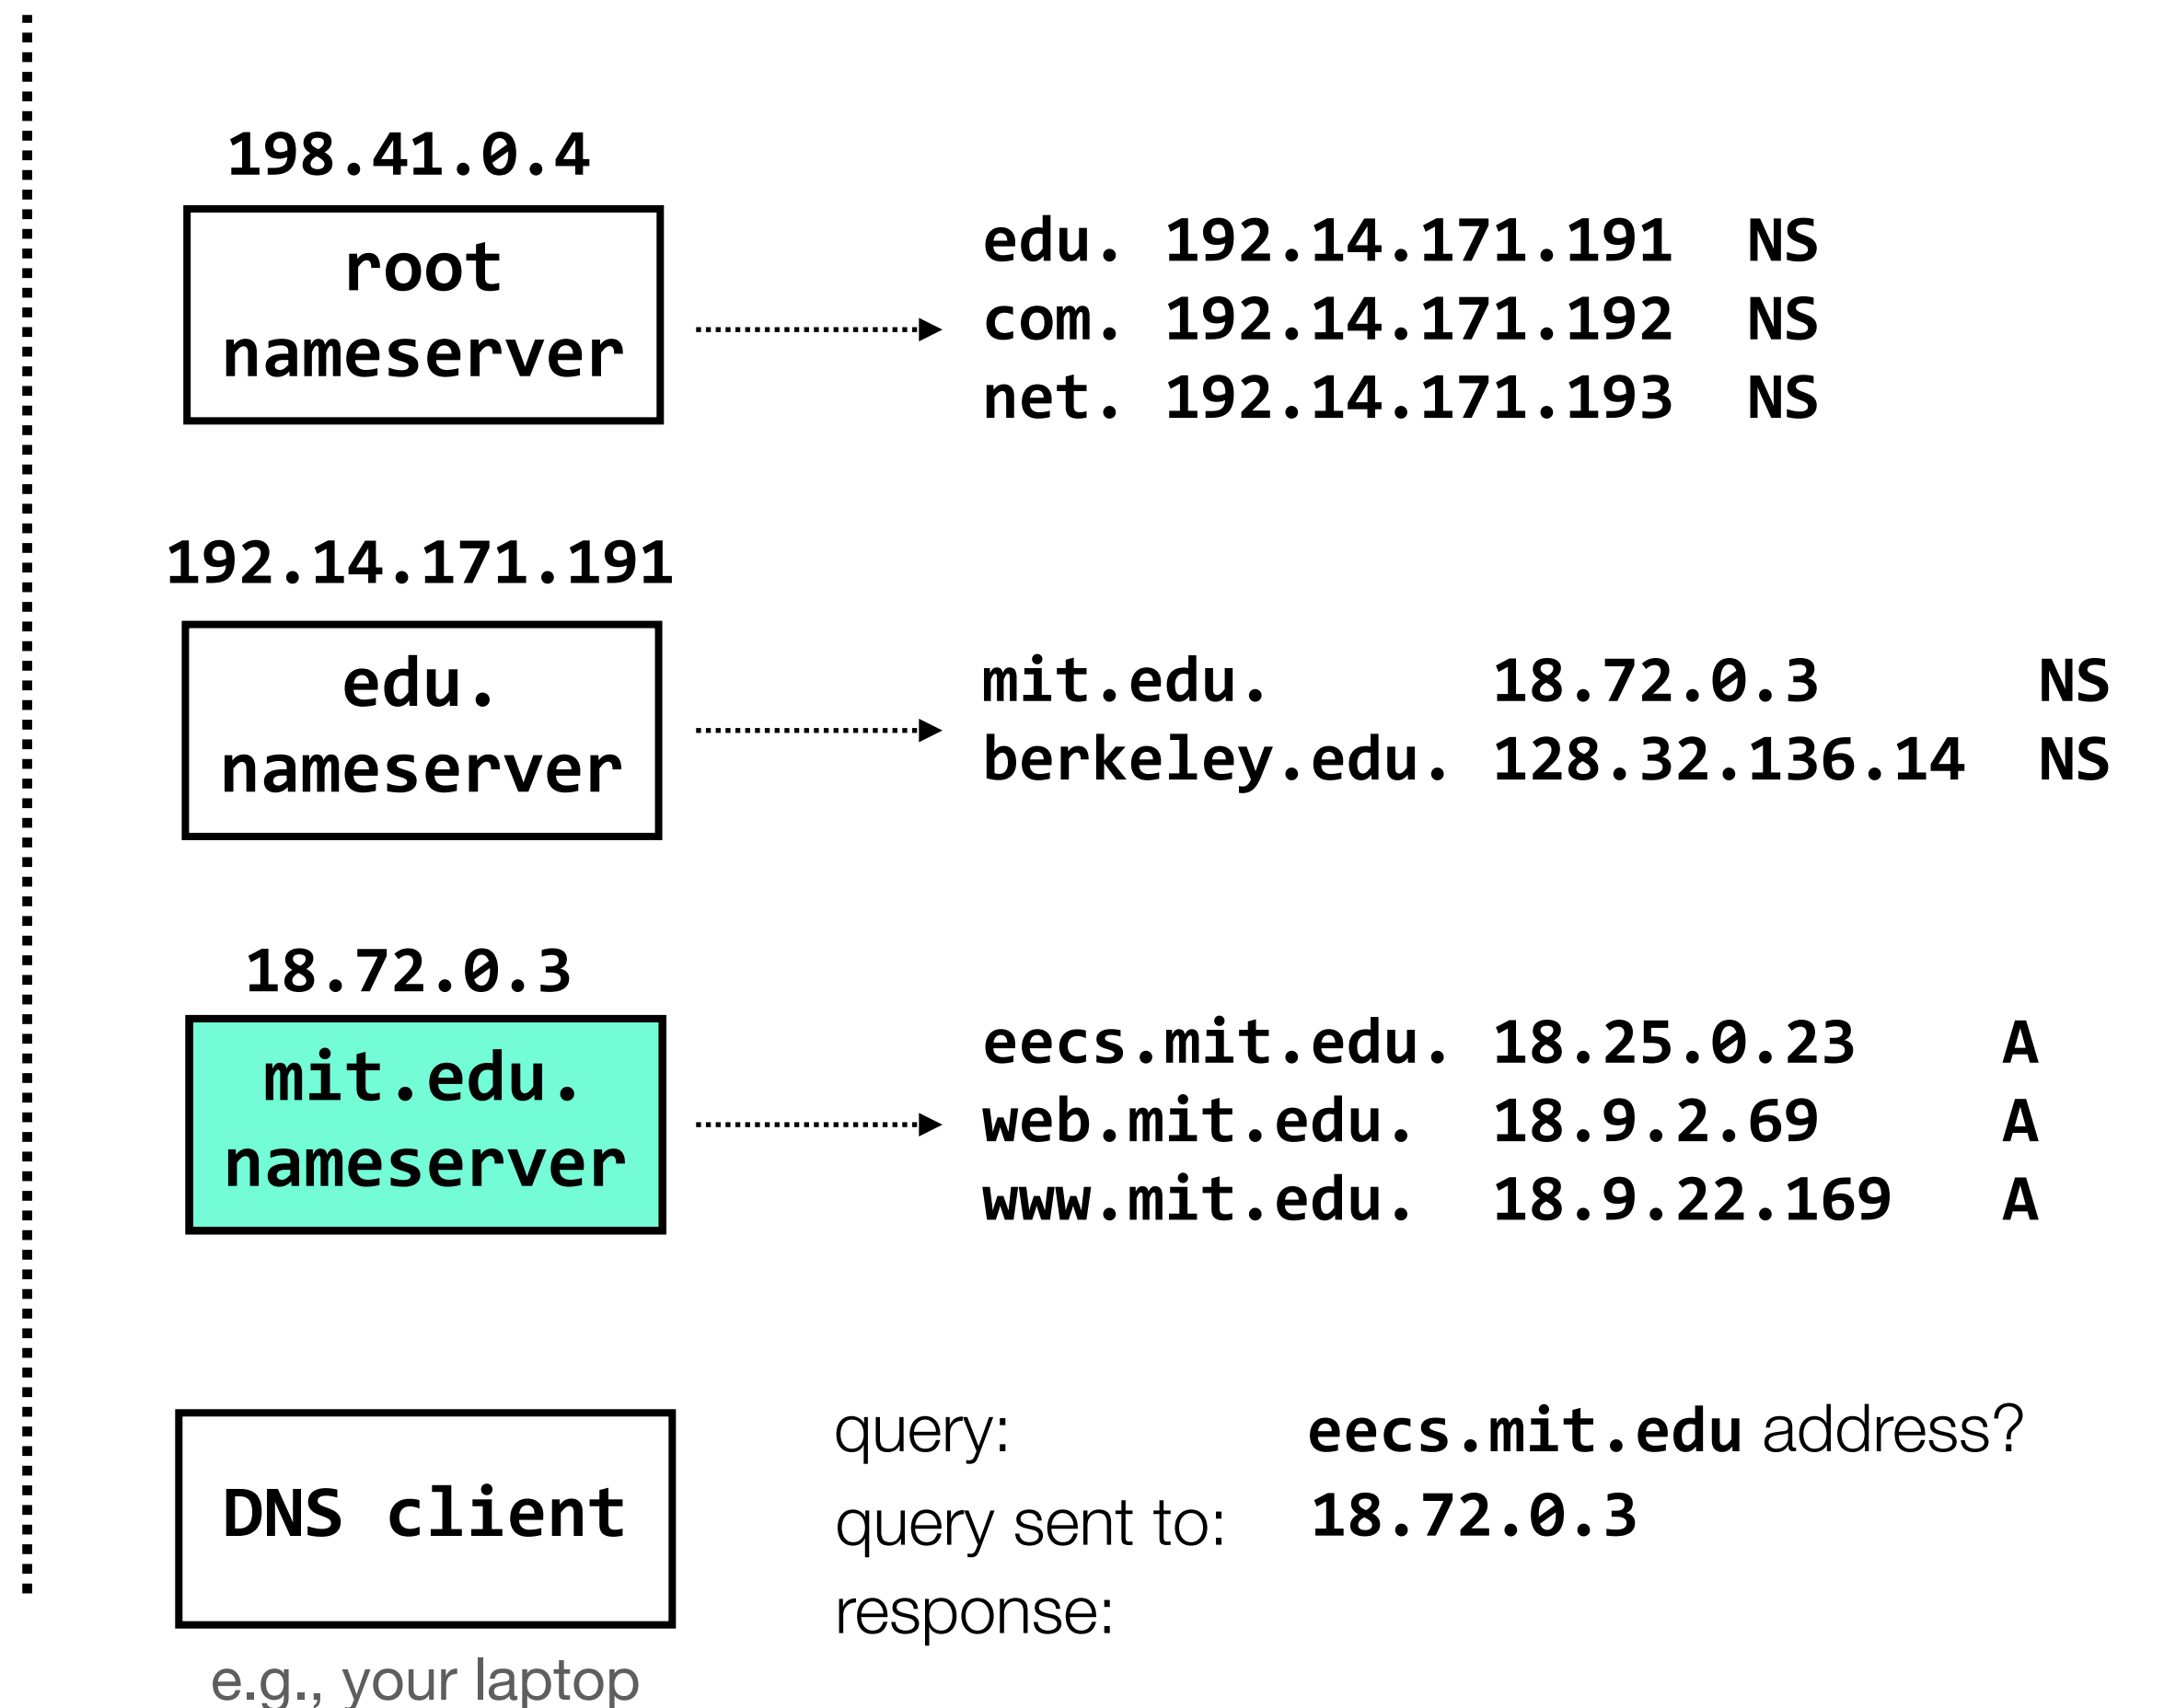 198.41.0.4
root
nameserver
edu. 192.14.171.191 NS
com. 192.14.171.192 NS
net. 192.14.171.193 NS
192.14.171.191
edu.
nameserver
mit.edu. 18.72.0.3 NS
berkeley.edu. 128.32.136.14 NS
18.72.0.3
mit.edu.
nameserver
eecs.mit.edu. 18.25.0.23 A
web.mit.edu. 18.9.2.69 A
www.mit.edu. 18.9.22.169 A
DNS client
e.g., your laptop
query: eecs.mit.edu address?
query sent to: 18.72.0.3
response: